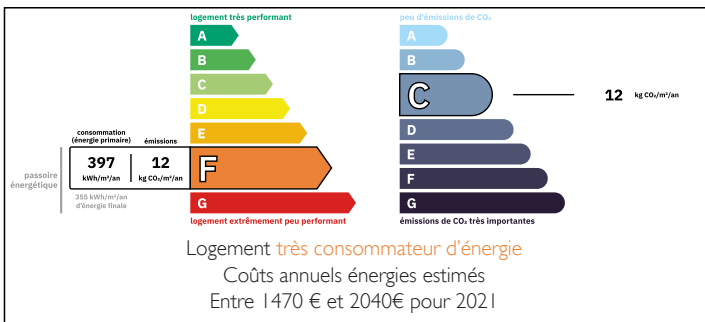 logement très performant
A
B
C
D
E
consommation
(énergie primaire)
émissions
397
kWh/m²/an
12
kg CO₂/m²/an
F
passoire
énergétique
355 kWh/m²/an
d'énergie finale
G
logement extrêmement peu performant
peu d'émissions de CO₂
A
B
C
12 kg CO₂/m²/an
D
E
F
G
émissions de CO₂ très importantes
Logement très consommateur d'énergie
Coûts annuels énergies estimés
Entre 1470 € et 2040€ pour 2021